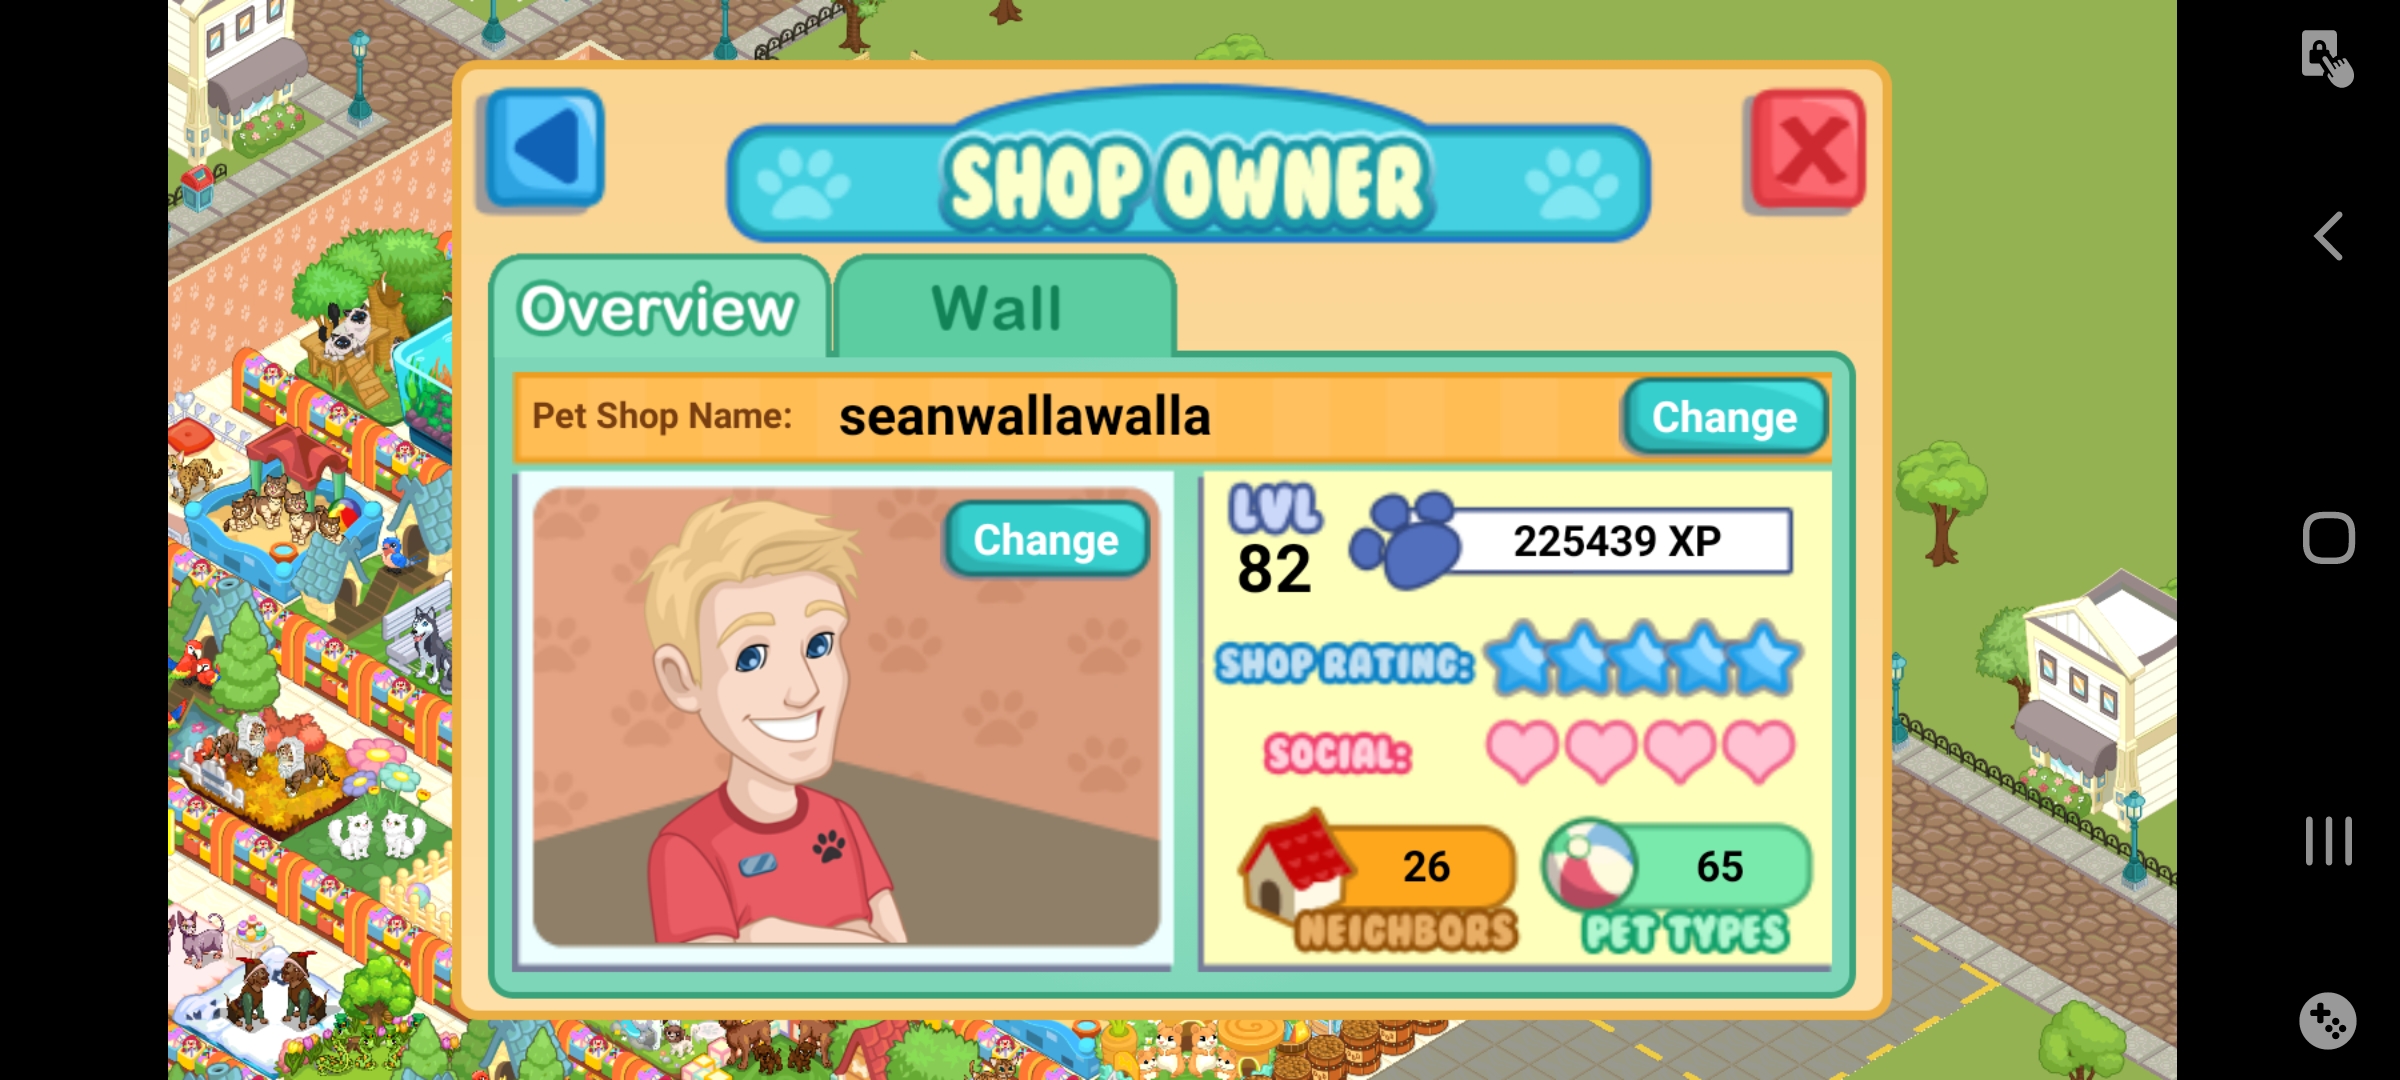 SHOP OWNER
Overview Wall
Pet Shop Name: seanwallawalla Change
Change
LVL
82
225439 XP
SHOP RATING:
SOCIAL:
26
NEIGHBORS
65
PET TYPES